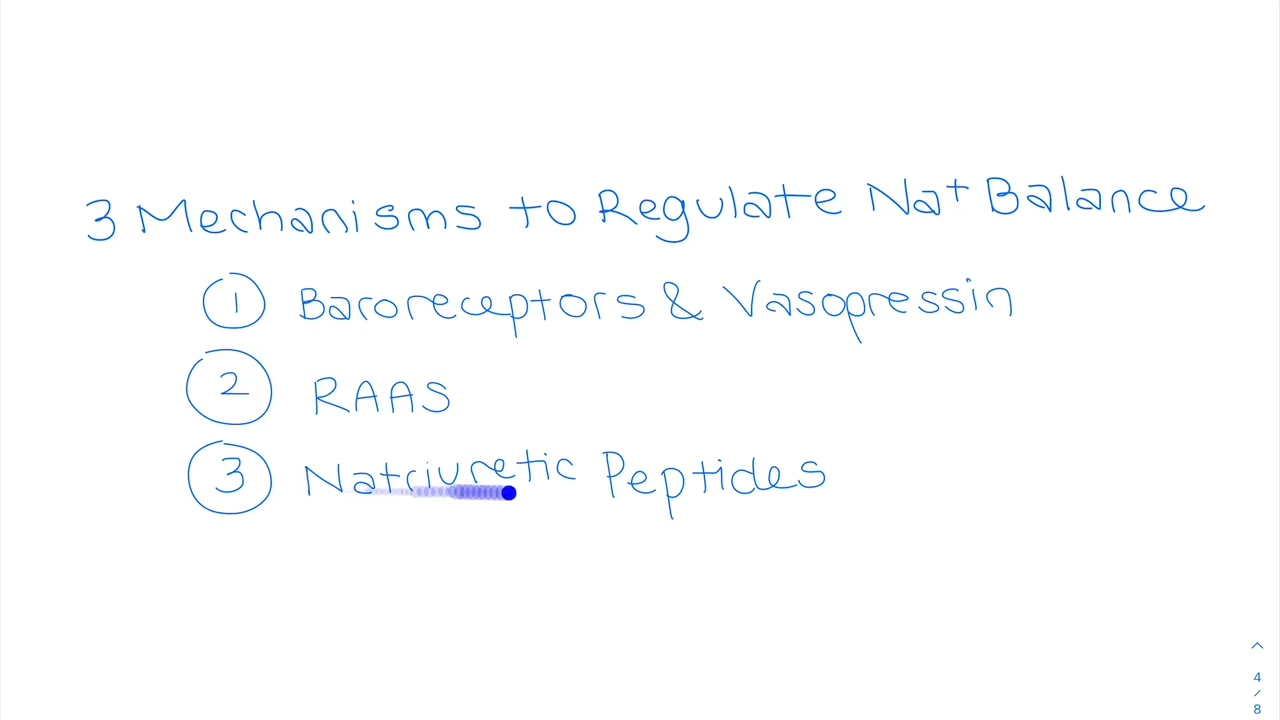 3 Mechanisms to Regulate Na+ Balance
1 Baroreceptors & Vasopressin
2 RAAS
3 Natriuretic Peptides
4
/
8